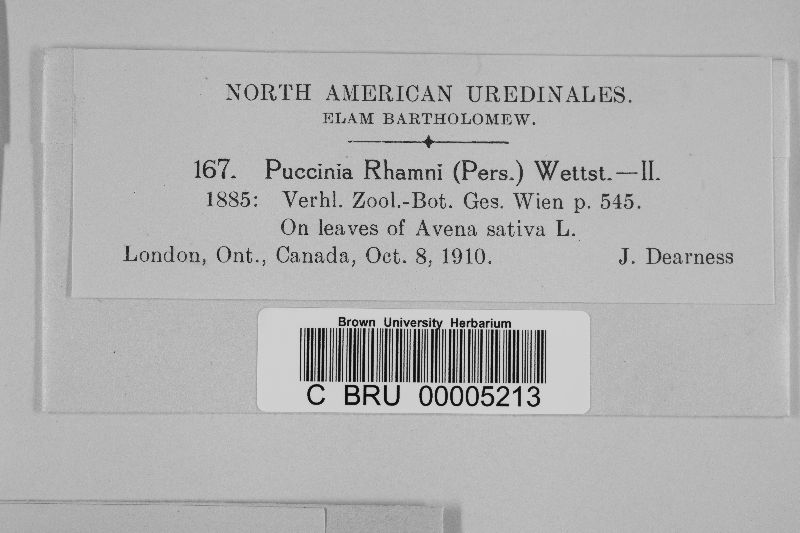 NORTH AMERICAN UREDINALES.
ELAM BARTHOLOMEW.
167. Puccinia Rhamni (Pers.) Wettst.—II.
1885: Verhl. Zool.-Bot. Ges. Wien p. 545.
On leaves of Avena sativa L.
London, Ont., Canada, Oct. 8, 1910. J. Dearness
Brown University Herbarium
C BRU 00005213